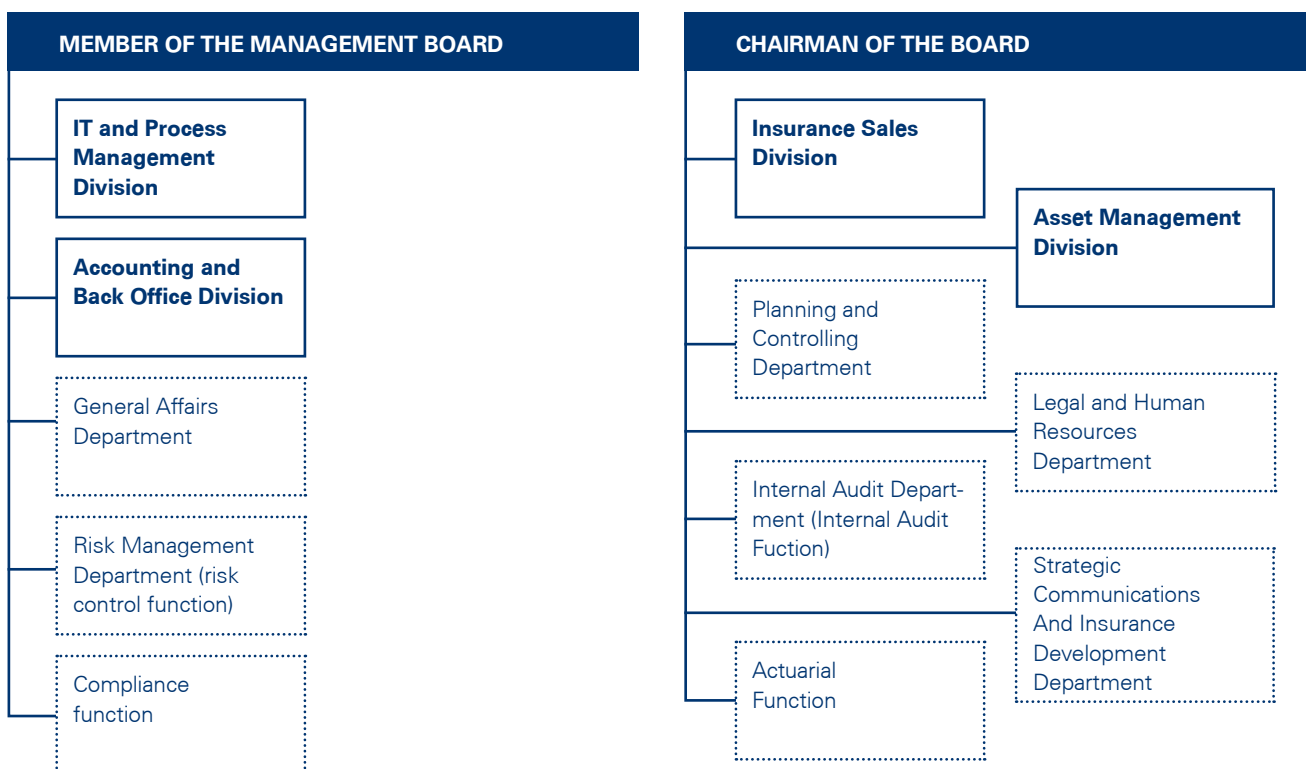 MEMBER OF THE MANAGEMENT BOARD
IT and Process
Management
Division
Accounting and
Back Office Division
General Affairs
Department
Risk Management
Department (risk
control function)
Compliance
function
CHAIRMAN OF THE BOARD
Insurance Sales
Division
Asset Management
Division
Planning and
Controlling
Department
Legal and Human
Resources
Department
Internal Audit Depart-
ment (Internal Audit
Fuction)
Strategic
Communications
And Insurance
Development
Department
Actuarial
Function